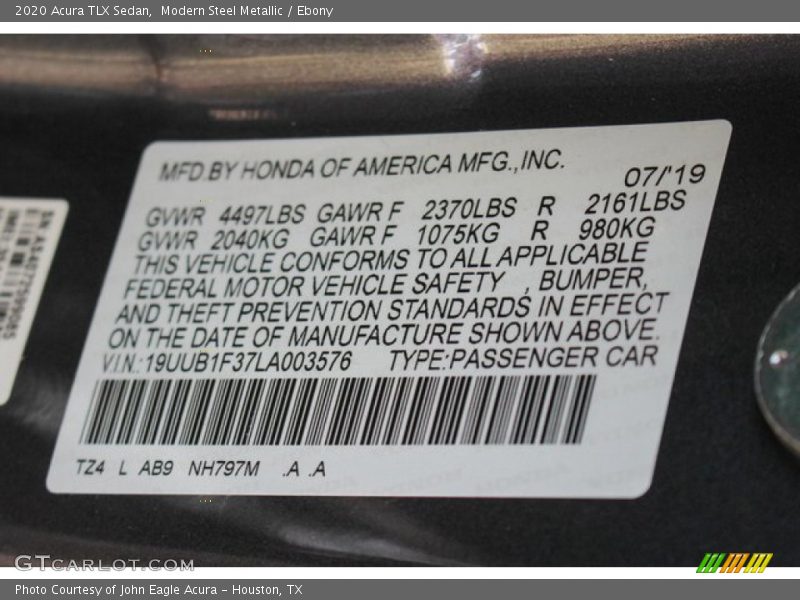 2020 Acura TLX Sedan,  Modern Steel Metallic / Ebony
MFD.BY HONDA OF AMERICA MFG.,INC.
07/'19
GVWR 4497LBS GAWR F 2370LBS R 2161LBS
GVWR 2040KG GAWR F 1075KG R 980KG
THIS VEHICLE CONFORMS TO ALL APPLICABLE
FEDERAL MOTOR VEHICLE SAFETY , BUMPER,
AND THEFT PREVENTION STANDARDS IN EFFECT
ON THE DATE OF MANUFACTURE SHOWN ABOVE.
V.I.N.:19UUB1F37LA003576 TYPE:PASSENGER CAR
TZ4 L AB9 NH797M .A .A
GTCARLOT.COM
Photo Courtesy of John Eagle Acura – Houston, TX